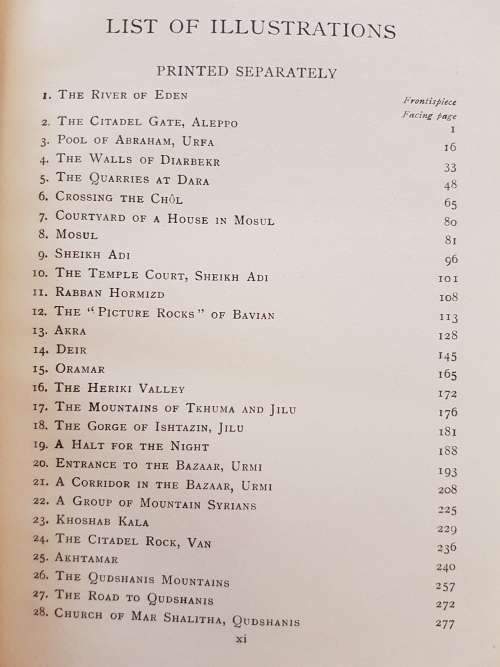 LIST OF ILLUSTRATIONS
PRINTED SEPARATELY
1. The River of Eden Frontispiece
Facing page
2. The Citadel Gate, Aleppo 1
3. Pool of Abraham, Urfa 16
4. The Walls of Diarbekr 33
5. The Quarries at Dara 48
6. Crossing the Chôl 65
7. Courtyard of a House in Mosul 80
8. Mosul 81
9. Sheikh Adi 96
10. The Temple Court, Sheikh Adi 101
11. Rabban Hormizd 108
12. The "Picture Rocks" of Bavian 113
13. Akra 128
14. Deir 145
15. Oramar 165
16. The Heriki Valley 172
17. The Mountains of Tkhuma and Jilu 176
18. The Gorge of Ishtazin, Jilu 181
19. A Halt for the Night 188
20. Entrance to the Bazaar, Urmi 193
21. A Corridor in the Bazaar, Urmi 208
22. A Group of Mountain Syrians 225
23. Khoshab Kala 229
24. The Citadel Rock, Van 236
25. Akhtamar 240
26. The Qudshanis Mountains 257
27. The Road to Qudshanis 272
28. Church of Mar Shalitha, Qudshanis 277
xi